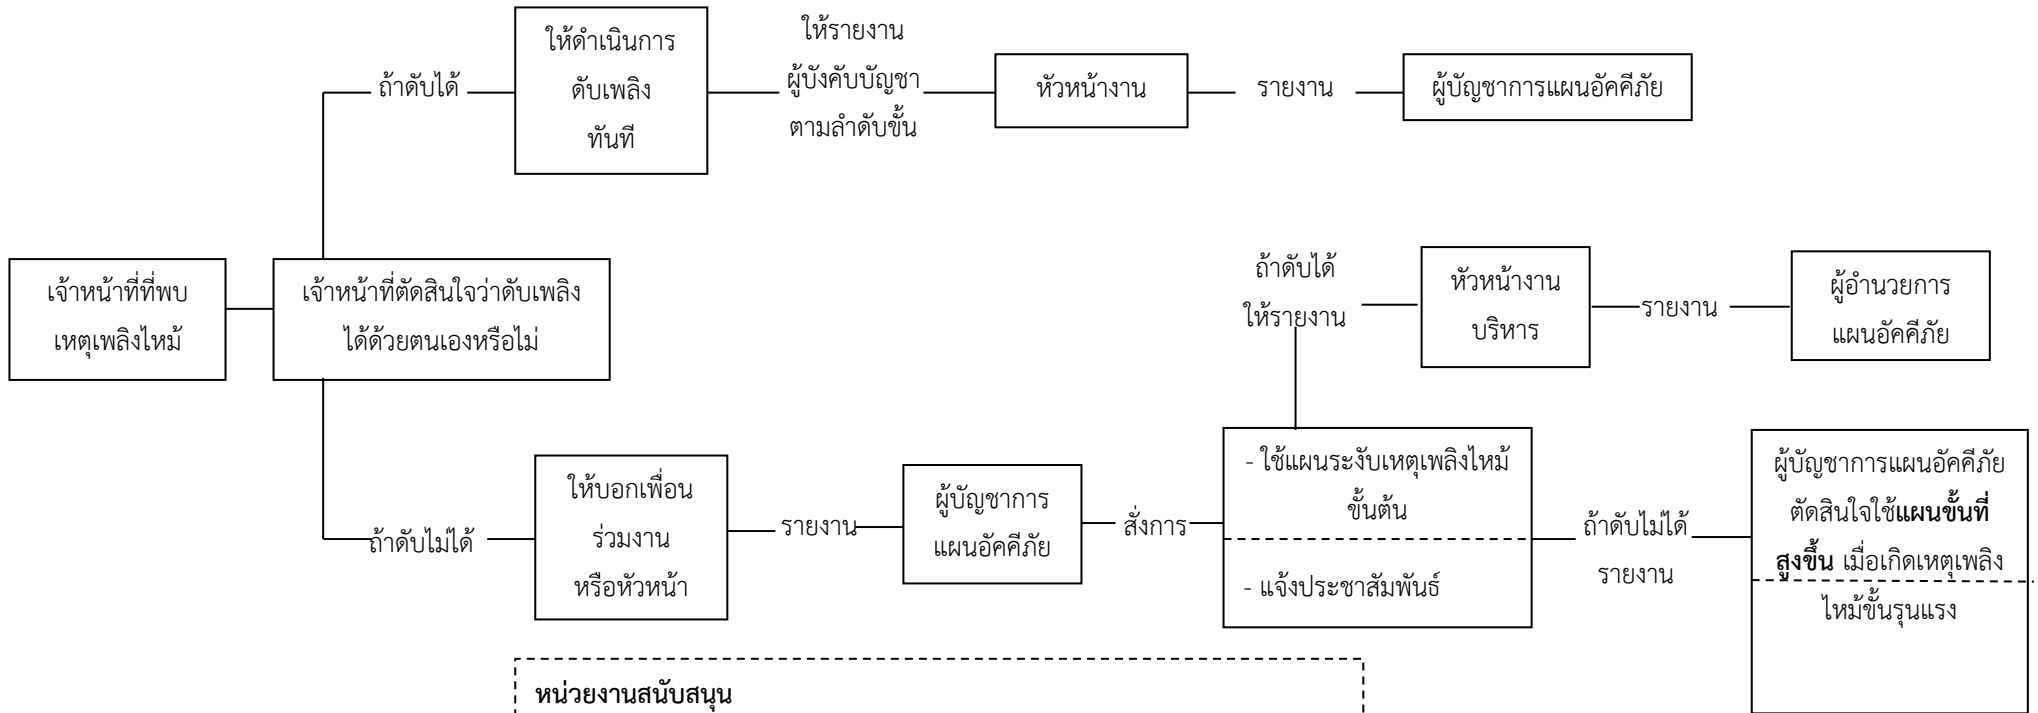 ถ้าดับได้
ให้ดำเนินการ
ดับเพลิง
ทันที
ให้รายงาน
ผู้บังคับบัญชา
ตามลำดับขั้น
หัวหน้างาน
รายงาน
ผู้บัญชาการแผนอัคคีภัย
เจ้าหน้าที่ที่พบ
เหตุเพลิงไหม้
เจ้าหน้าที่ตัดสินใจว่าดับเพลิง
ได้ด้วยตนเองหรือไม่
ถ้าดับได้
ให้รายงาน
หัวหน้างาน
บริหาร
รายงาน
ผู้อำนวยการ
แผนอัคคีภัย
ถ้าดับไม่ได้
ให้บอกเพื่อน
ร่วมงาน
หรือหัวหน้า
รายงาน
ผู้บัญชาการ
แผนอัคคีภัย
สั่งการ
- ใช้แผนระงับเหตุเพลิงไหม้
ขั้นต้น
- แจ้งประชาสัมพันธ์
ถ้าดับไม่ได้
รายงาน
ผู้บัญชาการแผนอัคคีภัย
ตัดสินใจใช้แผนขั้นที่
สูงขึ้น เมื่อเกิดเหตุเพลิง
ไหม้ขั้นรุนแรง
หน่วยงานสนับสนุน